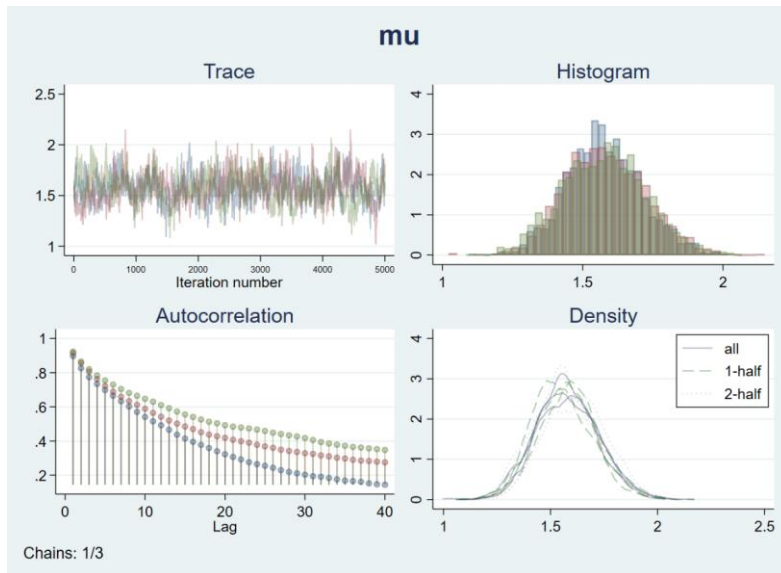 mu
Trace
2.5
2
1.5
1
0 1000 2000 3000 4000 5000
Iteration number
Histogram
4
3
2
1
0
1 1.5 2
Autocorrelation
1
.8
.6
.4
.2
0 10 20 30 40
Lag
Density
4
3
2
1
0
all
1-half
2-half
1 1.5 2 2.5
Chains: 1/3